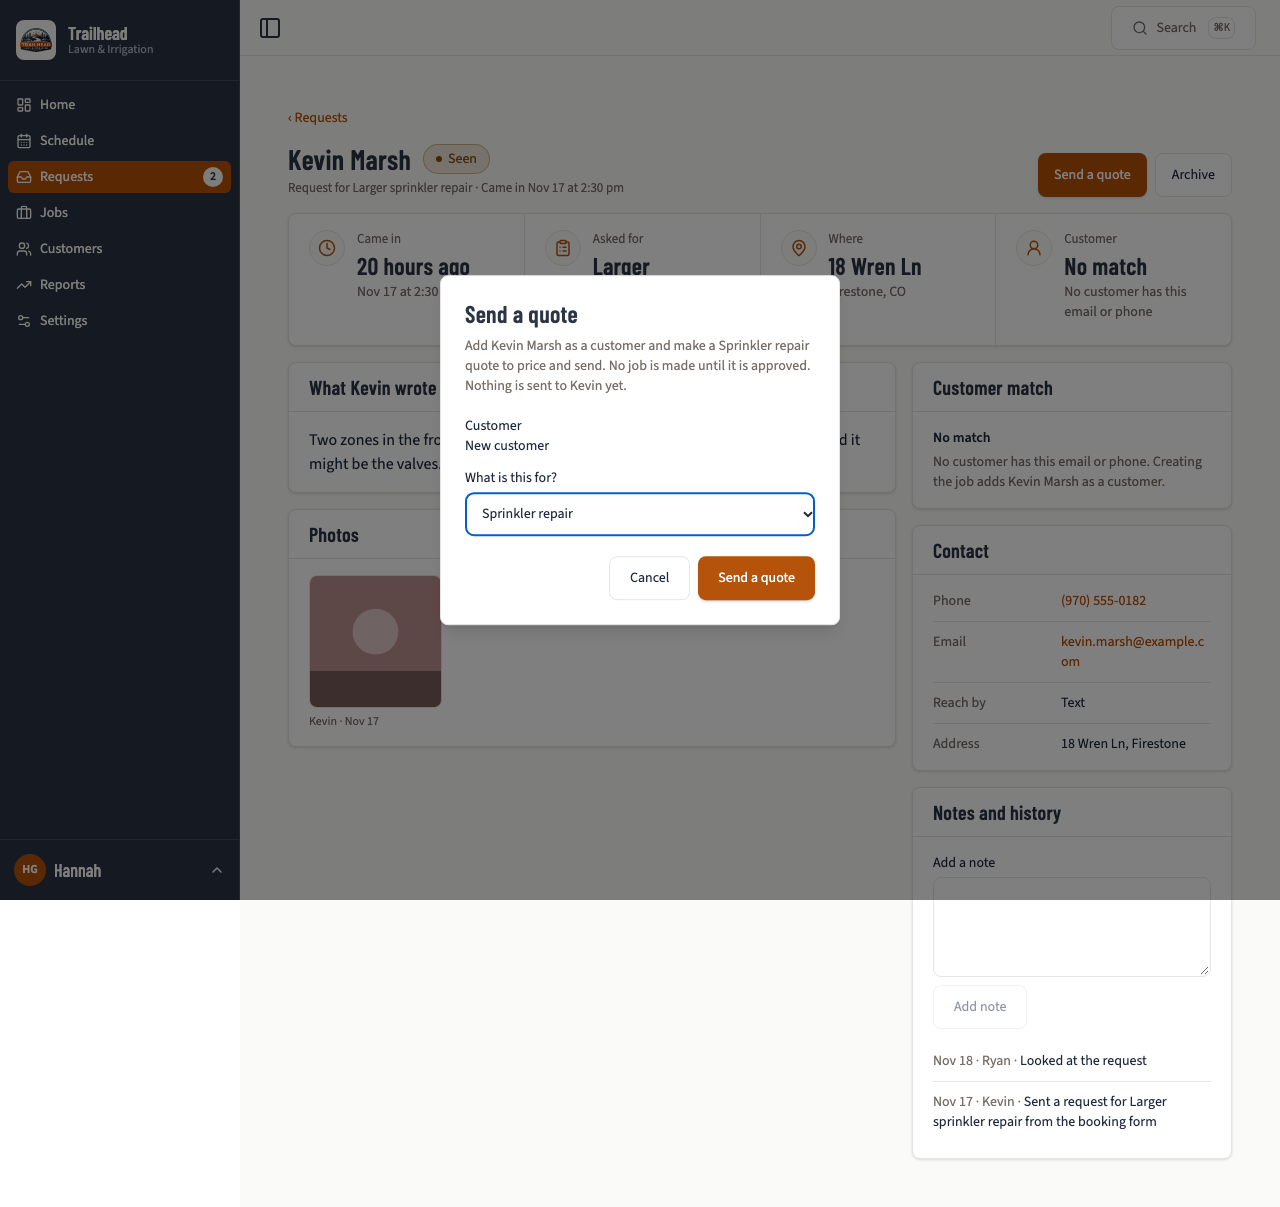 Trailhead
Lawn & Irrigation
Search
⌘K
Home
Schedule
Requests
2
Jobs
Customers
Reports
Settings
‹ Requests
Kevin Marsh
Seen
Request for Larger sprinkler repair · Came in Nov 17 at 2:30 pm
Send a quote
Archive
Came in
20 hours ago
Nov 17 at 2:30
Asked for
Larger
Where
18 Wren Ln
restone, CO
Customer
No match
No customer has this
email or phone
Send a quote
Add Kevin Marsh as a customer and make a Sprinkler repair
quote to price and send. No job is made until it is approved.
Nothing is sent to Kevin yet.
Customer
New customer
What is this for?
Sprinkler repair
Cancel
Send a quote
What Kevin wrote
Two zones in the fro
d it
might be the valves.
Photos
Kevin · Nov 17
Customer match
No match
No customer has this email or phone. Creating
the job adds Kevin Marsh as a customer.
Contact
Phone
(970) 555-0182
Email
kevin.marsh@example.c
om
Reach by
Text
Address
18 Wren Ln, Firestone
Notes and history
Add a note
Add note
Nov 18 · Ryan · Looked at the request
Nov 17 · Kevin · Sent a request for Larger
sprinkler repair from the booking form
HG
Hannah